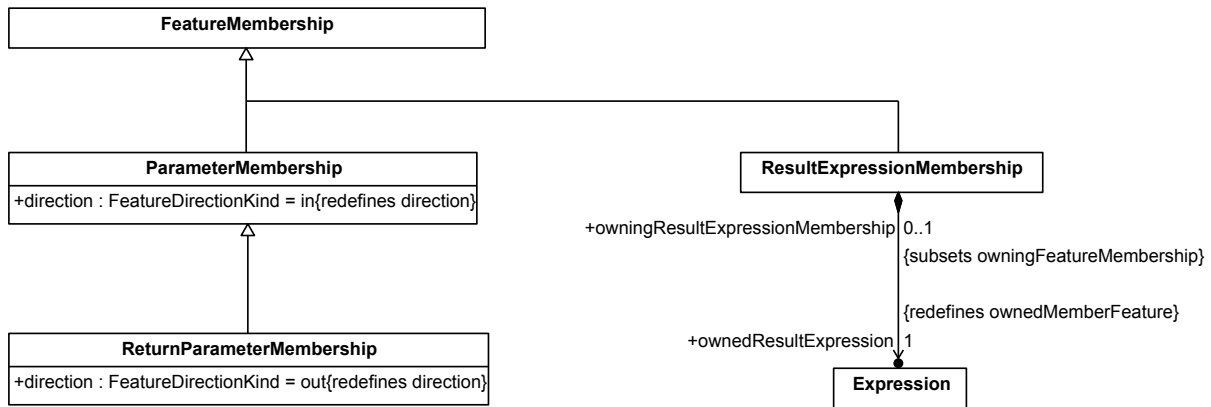 FeatureMembership
ParameterMembership
+direction : FeatureDirectionKind = in{redefines direction}
ResultExpressionMembership
+owningResultExpressionMembership 0..1
{subsets owningFeatureMembership}
{redefines ownedMemberFeature}
+ownedResultExpression 1
Expression
ReturnParameterMembership
+direction : FeatureDirectionKind = out{redefines direction}